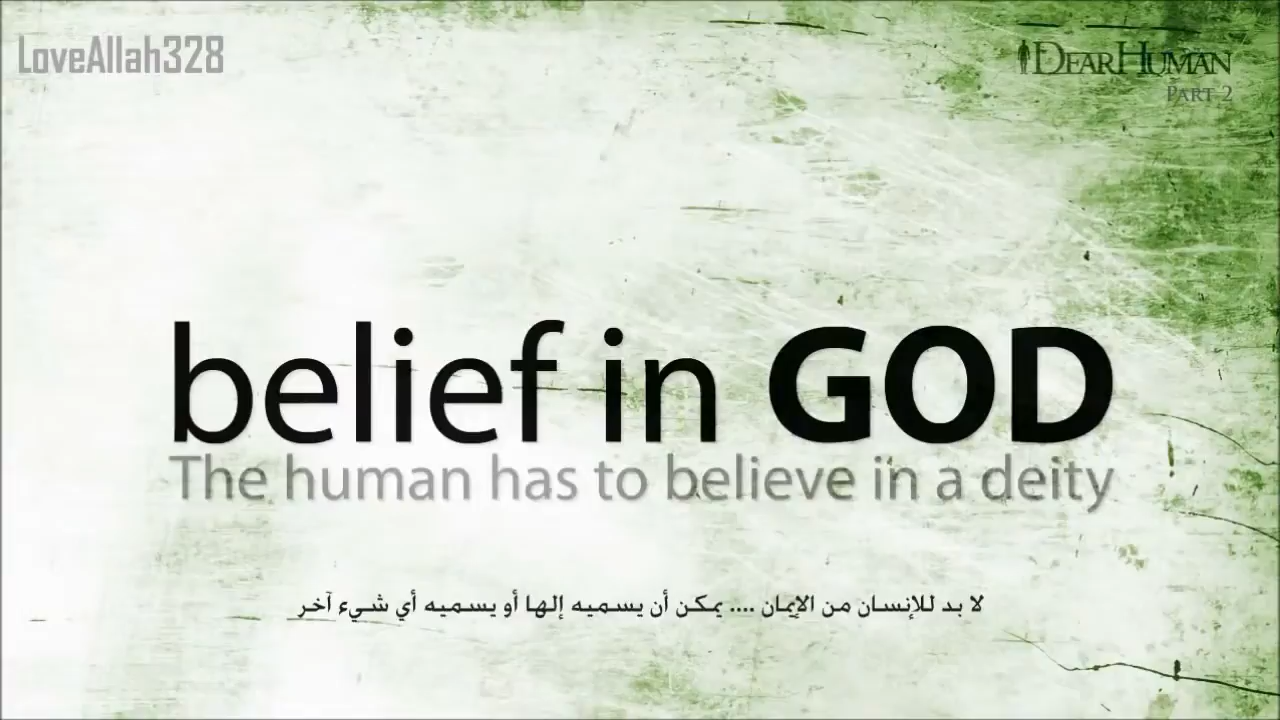 LoveAllah328
DEARHUMAN
PART 2
belief in GOD
The human has to believe in a deity
لا بد للإنسان من الإيمان .... يمكن أن يسميه إلها أو يسميه أي شيء آخر